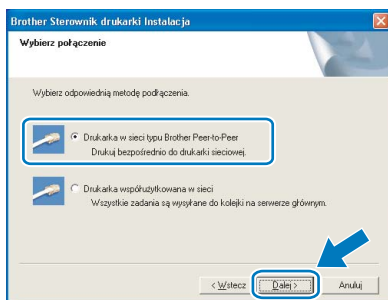 Brother Sterownik drukarki Instalacja
Wybierz połączenie
Wybierz odpowiednią metodę podłączenia.
Drukarka w sieci typu Brother Peer-to-Peer
Drukuj bezpośrednio do drukarki sieciowej.
Drukarka współużytkowana w sieci
Wszystkie zadania są wysyłane do kolejki na serwerze głównym.
< Wstecz Dalej > Anuluj